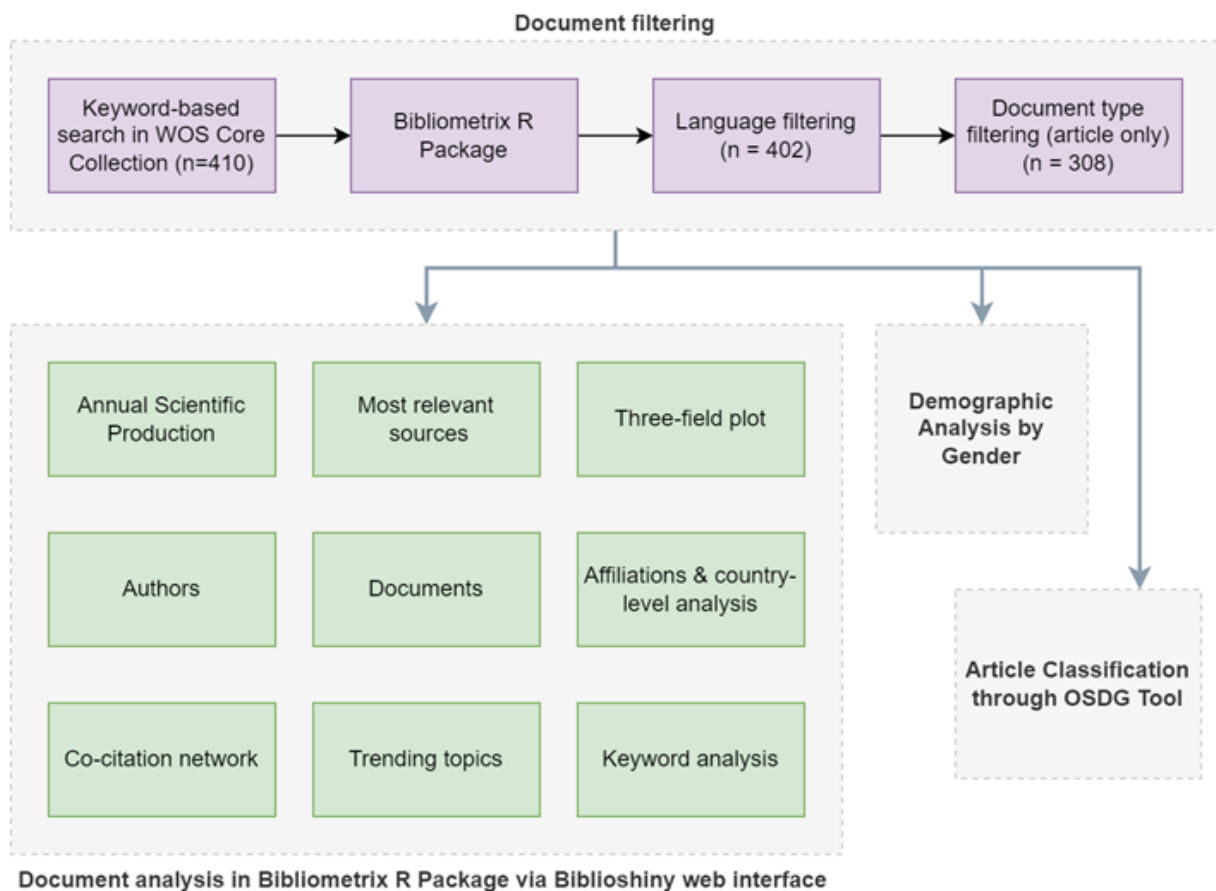 Document filtering
Keyword-based
search in WOS Core
Collection (n=410)
Bibliometrix R
Package
Language filtering
(n = 402)
Document type
filtering (article only)
(n = 308)
Annual Scientific
Production
Most relevant
sources
Three-field plot
Authors
Documents
Affiliations & country-
level analysis
Co-citation network
Trending topics
Keyword analysis
Document analysis in Bibliometrix R Package via Biblioshiny web interface
Demographic
Analysis by
Gender
Article Classification
through OSDG Tool